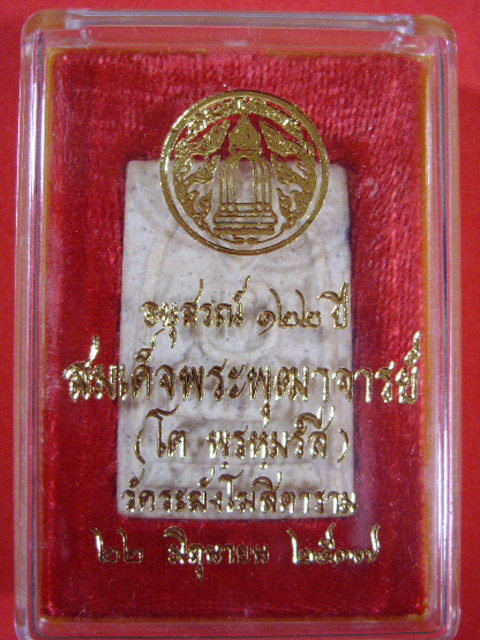 อนุสรณ์ ๑๒๒ ปี
สมเด็จพระพุฒาจารย์
(โต พฺรหฺมรํสี)
วัดระฆังโฆสิตาราม
๒๒ มิถุนายน ๒๕๓๗